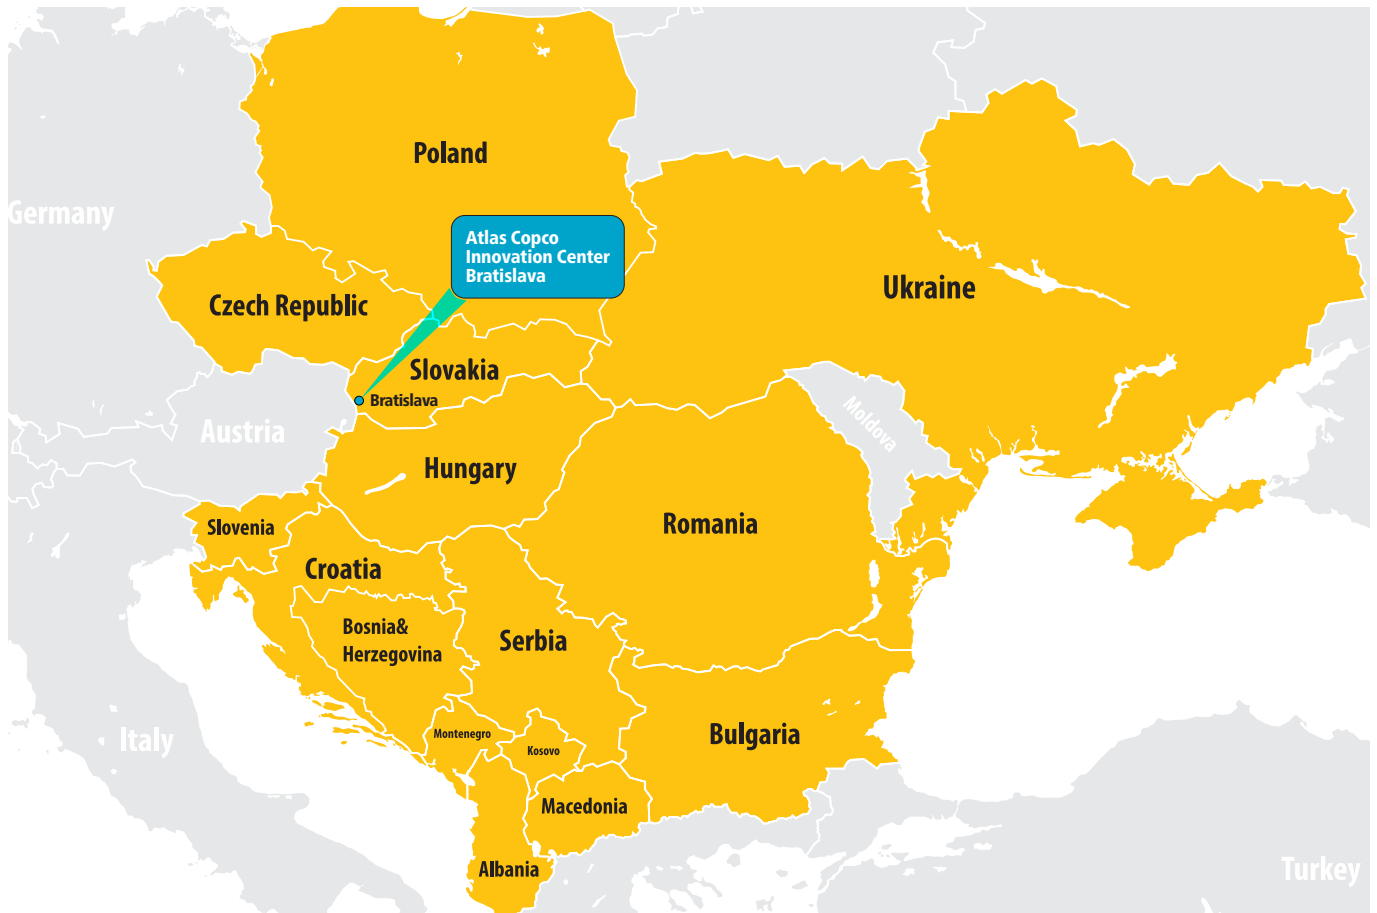 Poland
Germany
Atlas Copco
Innovation Center
Bratislava
Ukraine
Czech Republic
Slovakia
Bratislava
Moldova
Austria
Hungary
Romania
Slovenia
Croatia
Bosnia&
Herzegovina
Serbia
Montenegro
Bulgaria
Italy
Kosovo
Macedonia
Albania
Turkey